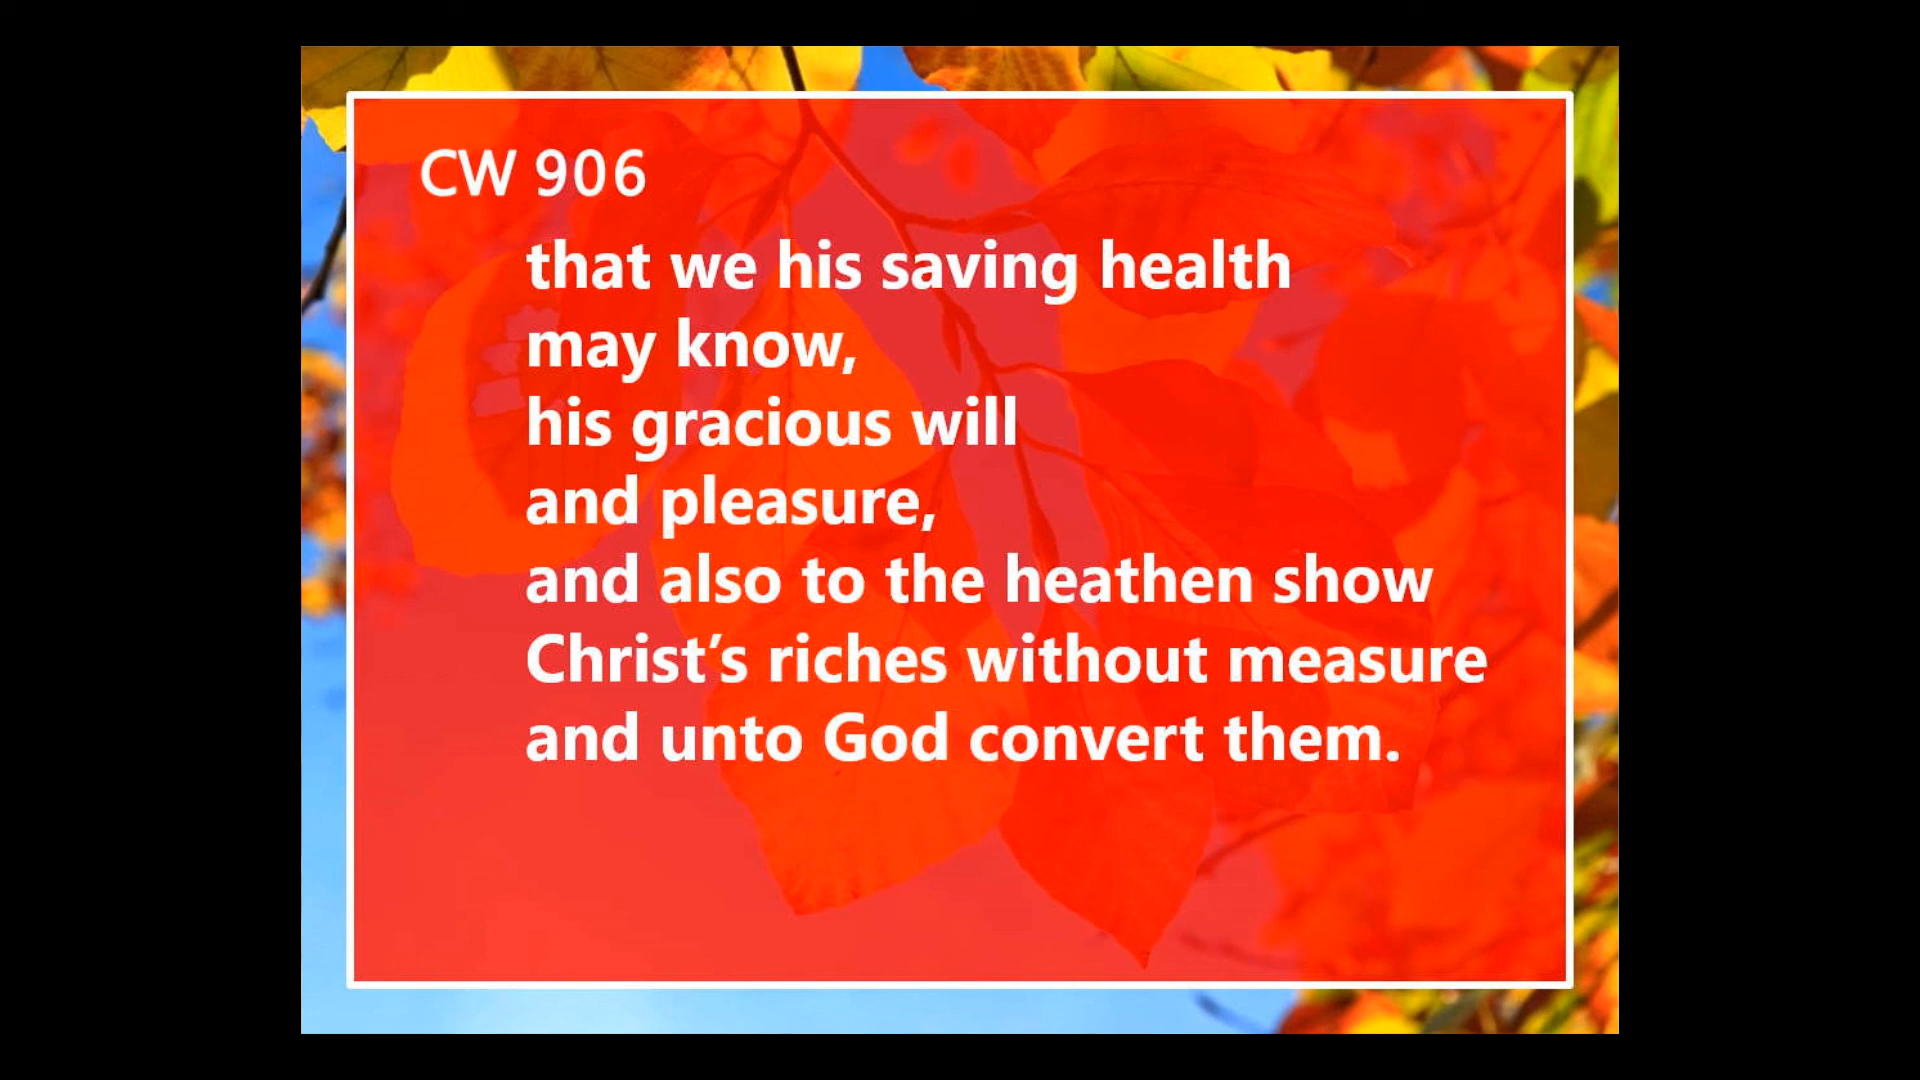 CW 906
that we his saving health
may know,
his gracious will
and pleasure,
and also to the heathen show
Christ’s riches without measure
and unto God convert them.